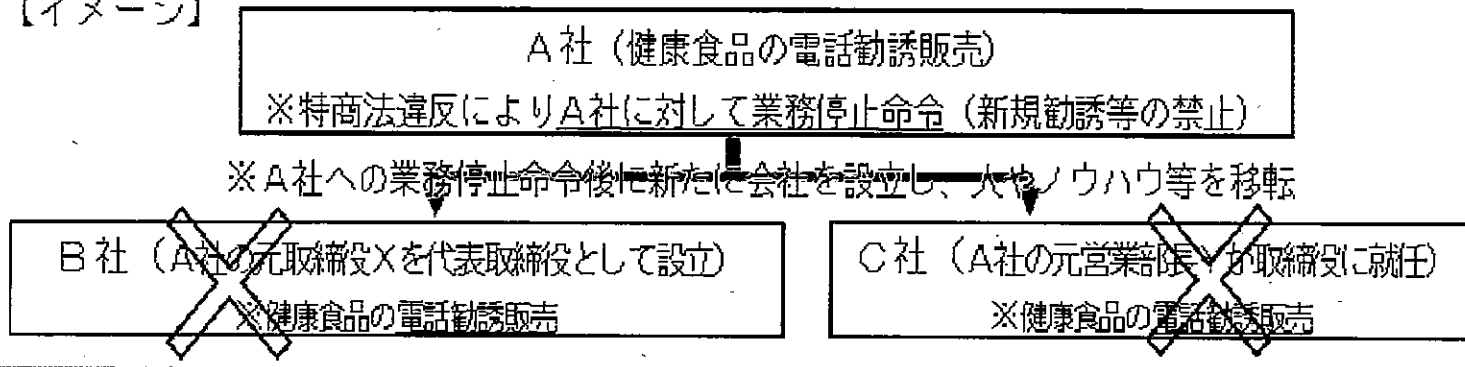 【イメージ】
A社（健康食品の電話勧誘販売）
※特商法違反によりA社に対して業務停止命令（新規勧誘等の禁止）
※A社への業務停止命令後に新たに会社を設立し、人やノウハウ等を移転
B社（A社の元取締役Xを代表取締役として設立）
※健康食品の電話勧誘販売
C社（A社の元営業部長Yが取締役に就任）
※健康食品の電話勧誘販売